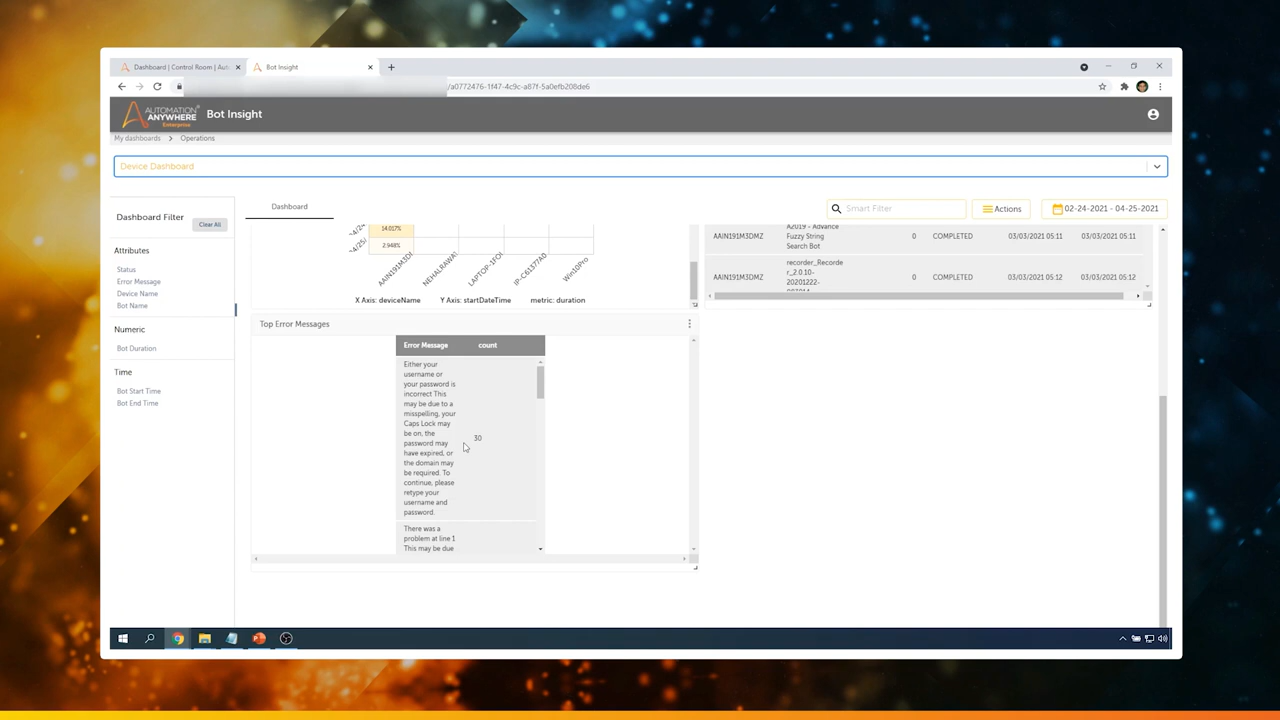 Dashboard | Control Room | Aut
Bot Insight
/a0772476-1f47-4c9c-a87f-5a0efb208de6
AUTOMATION
ANYWHERE
Enterprise
Bot Insight
My dashboards > Operations
Device Dashboard
Dashboard Filter
Clear All
Attributes
Status
Error Message
Device Name
Bot Name
Numeric
Bot Duration
Time
Bot Start Time
Bot End Time
Dashboard
Smart Filter
Actions
02-24-2021 - 04-25-2021
14.017%
2.948%
AAIN191M3DI
NEHALRAWA
LAPTOP-1FO
IP-C61377A0
Win10Pro
X Axis: deviceName Y Axis: startDateTime metric: duration
AAIN191M3DMZ
A2019 - Advance
Fuzzy String
Search Bot
0 COMPLETED 03/03/2021 05:11 03/03/2021 05:11
AAIN191M3DMZ
recorder_Recorde
r_2.0.10-
20201222-
0 COMPLETED 03/03/2021 05:12 03/03/2021 05:12
Top Error Messages
Error Message count
Either your
username or
your password is
incorrect This
may be due to a
misspelling, your
Caps Lock may
be on, the
password may
have expired, or
the domain may
be required. To
continue, please
retype your
username and
password.
30
There was a
problem at line 1
This may be due